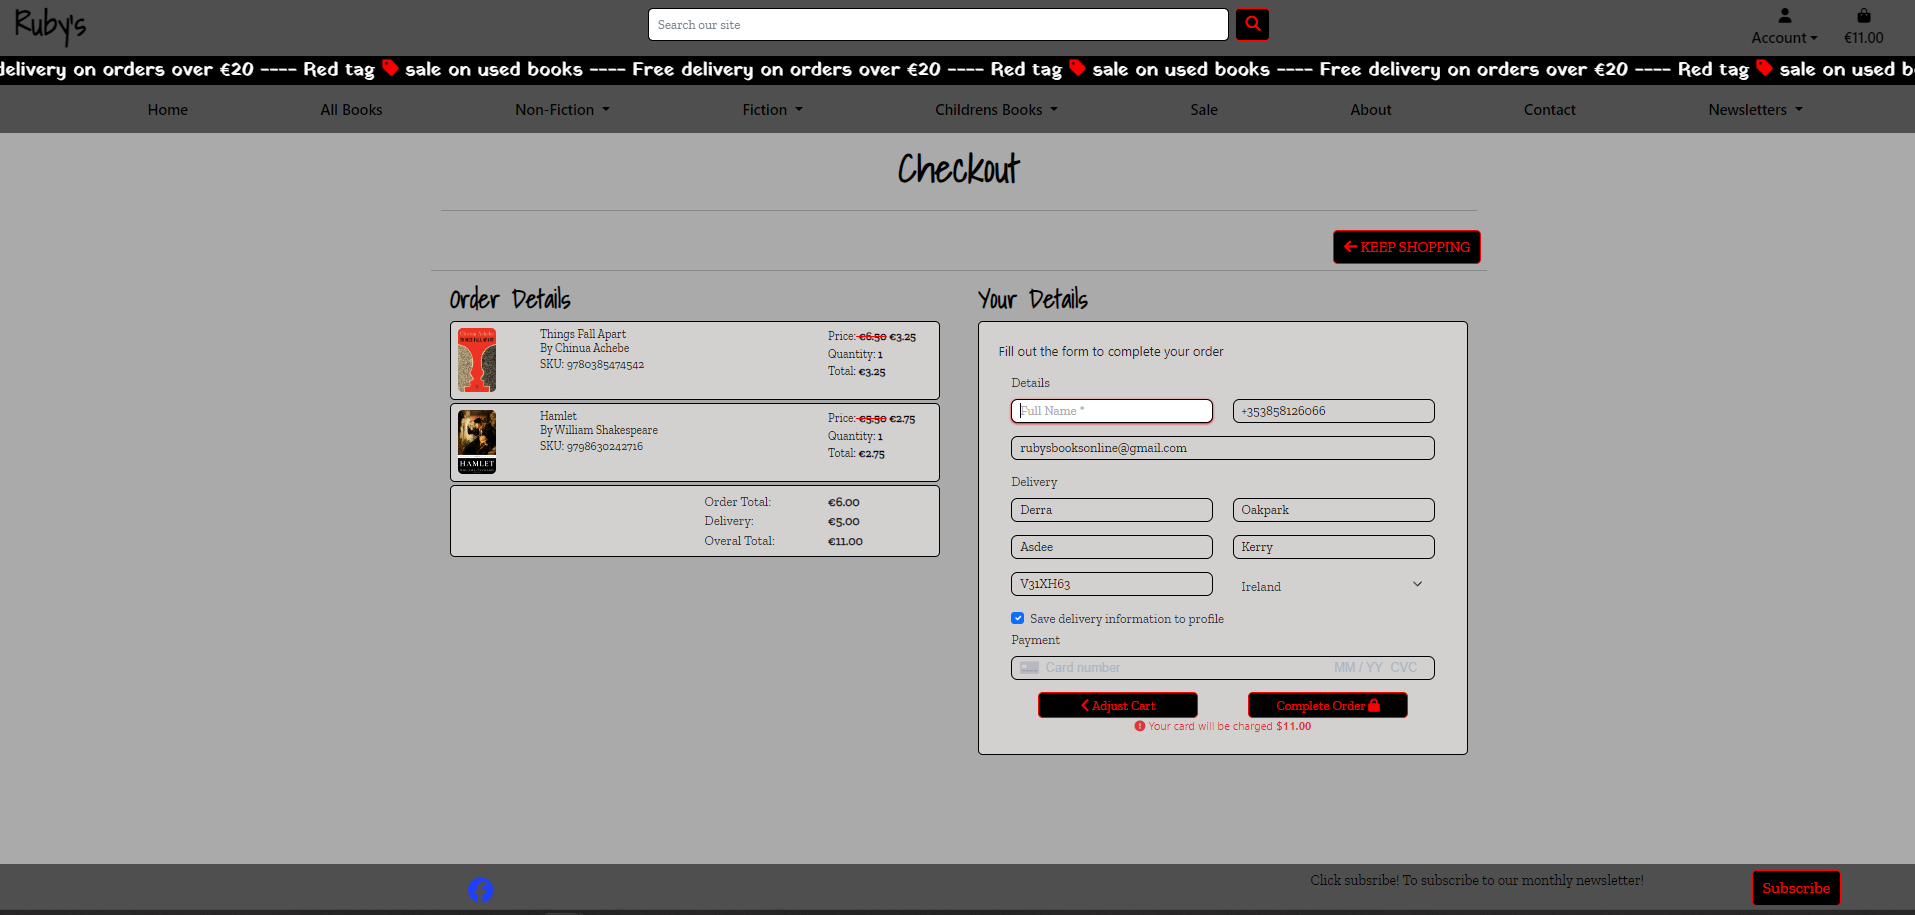 Ruby's
Search our site
Account
€11.00
delivery on orders over €20 ---- Red tag sale on used books ---- Free delivery on orders over €20 ---- Red tag sale on used books ---- Free delivery on orders over €20 ---- Red tag sale on used b
Home All Books Non-Fiction Fiction Childrens Books Sale About Contact Newsletters
Checkout
KEEP SHOPPING
Order Details
Things Fall Apart
By Chinua Achebe
SKU: 9780385474542
Price: €6.50 €3.25
Quantity: 1
Total: €3.25
HAMLET
Hamlet
By William Shakespeare
SKU: 9798630242716
Price: €5.50 €2.75
Quantity: 1
Total: €2.75
Order Total: €6.00
Delivery: €5.00
Overal Total: €11.00
Your Details
Fill out the form to complete your order
Details
Full Name * +353858126066
rubysbooksonline@gmail.com
Delivery
Derra Oakpark
Asdee Kerry
V31XH63 Ireland
Save delivery information to profile
Payment
Card number MM / YY CVC
Adjust Cart Complete Order
Your card will be charged $11.00
Click subsribe! To subscribe to our monthly newsletter!
Subscribe